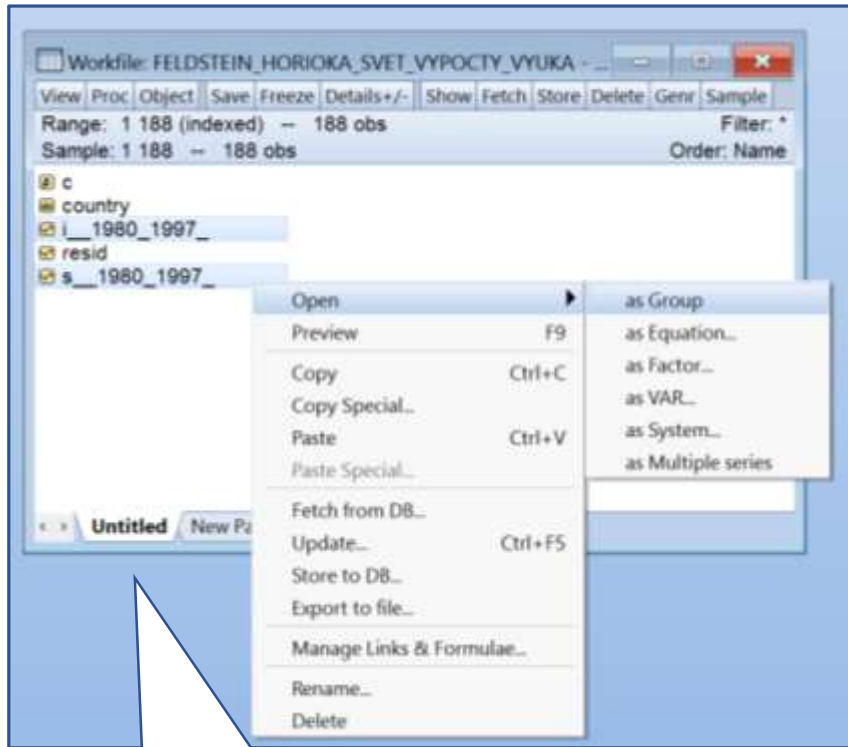 Workfile: FELDSTEIN_HORIOKA_SVET_VYPOCTY_VYUKA - ...
View Proc Object Save Freeze Details+/- Show Fetch Store Delete Genr Sample
Range: 1 188 (indexed) -- 188 obs Filter: *
Sample: 1 188 -- 188 obs Order: Name
c
country
i__1980_1997_
resid
s__1980_1997_
Open as Group
Preview F9 as Equation...
Copy Ctrl+C as Factor...
Copy Special... as VAR...
Paste Ctrl+V as System...
Paste Special... as Multiple series
Fetch from DB...
Untitled New Pa
Update... Ctrl+F5
Store to DB...
Export to file...
Manage Links & Formulae...
Rename...
Delete